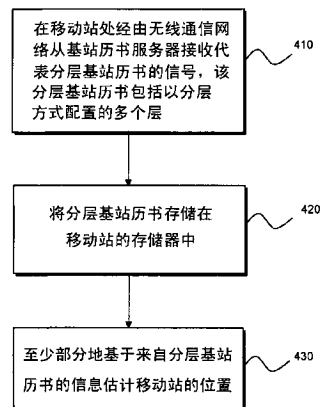 在移动站处经由无线通信网
络从基站历书服务器接收代
表分层基站历书的信号，该
分层基站历书包括以分层
方式配置的多个层
410
将分层基站历书存储在
移动站的存储器中
420
至少部分地基于来自分层基站
历书的信息估计移动站的位置
430